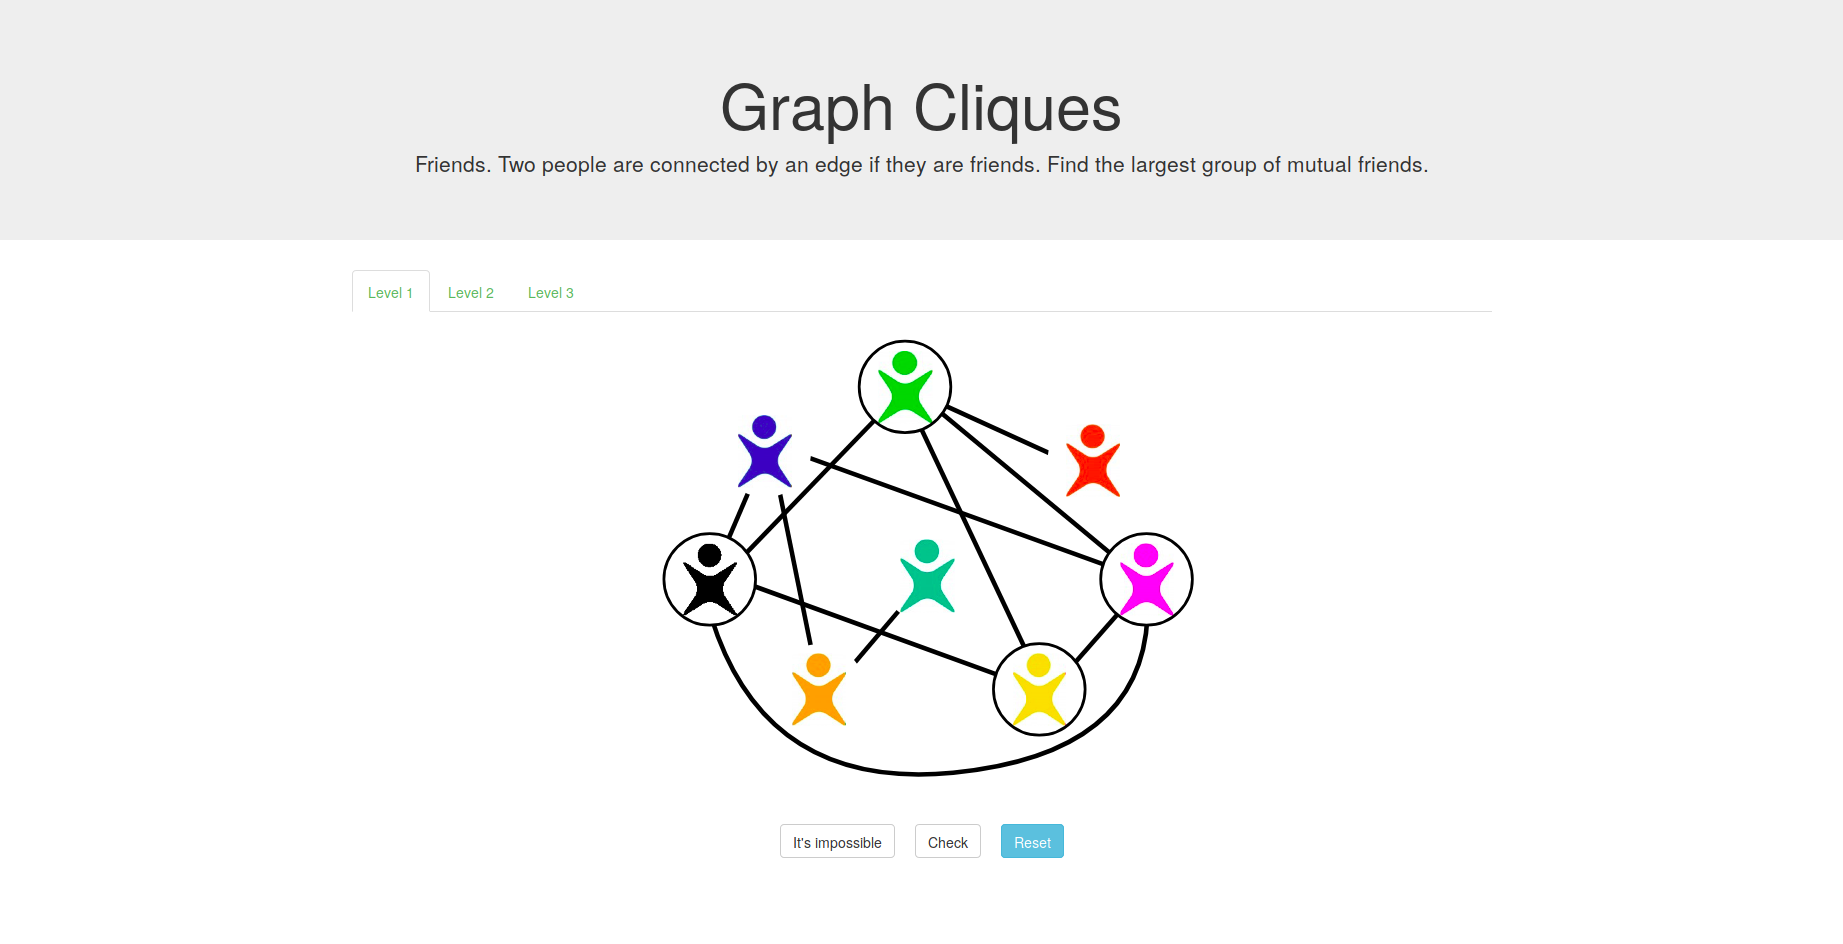 Graph Cliques
Friends. Two people are connected by an edge if they are friends. Find the largest group of mutual friends.
Level 1
Level 2
Level 3
It's impossible
Check
Reset